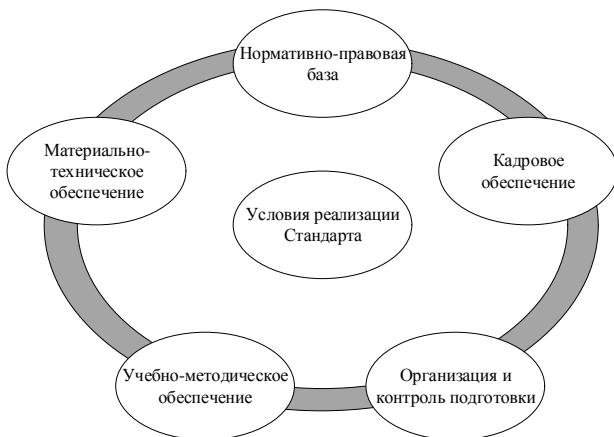 Нормативно-правовая
база
Материально-
техническое
обеспечение
Кадровое
обеспечение
Условия реализации
Стандарта
Учебно-методическое
обеспечение
Организация и
контроль подготовки